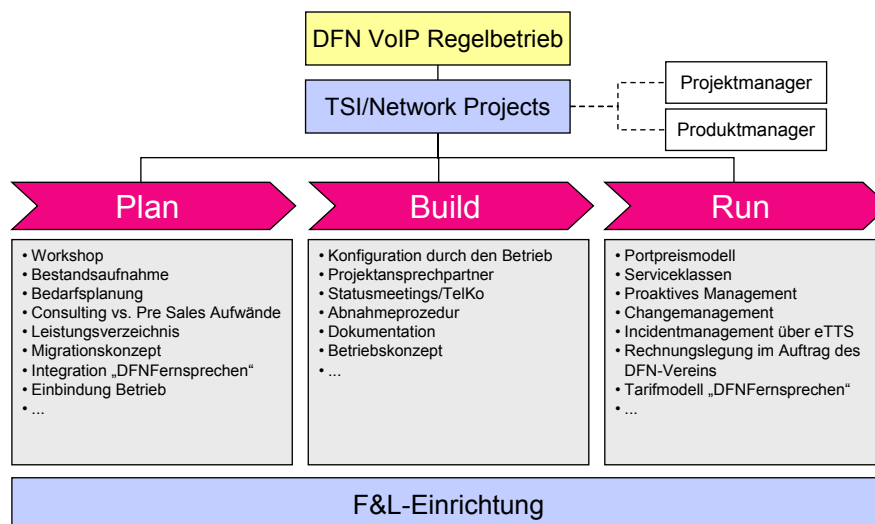 DFN VoIP Regelbetrieb
TSI/Network Projects
Projektmanager
Produktmanager
Plan
• Workshop
• Bestandsaufnahme
• Bedarfsplanung
• Consulting vs. Pre Sales Aufwände
• Leistungsverzeichnis
• Migrationskonzept
• Integration „DFNFernsprechen“
• Einbindung Betrieb
• ...
Build
• Konfiguration durch den Betrieb
• Projektansprechpartner
• Statusmeetings/TelKo
• Abnahmeprozedur
• Dokumentation
• Betriebskonzept
• ...
Run
• Portpreismodell
• Serviceklassen
• Proaktives Management
• Changemanagement
• Incidentmanagement über eTTS
• Rechnungslegung im Auftrag des
DFN-Vereins
• Tarifmodell „DFNFernsprechen“
• ...
F&L-Einrichtung